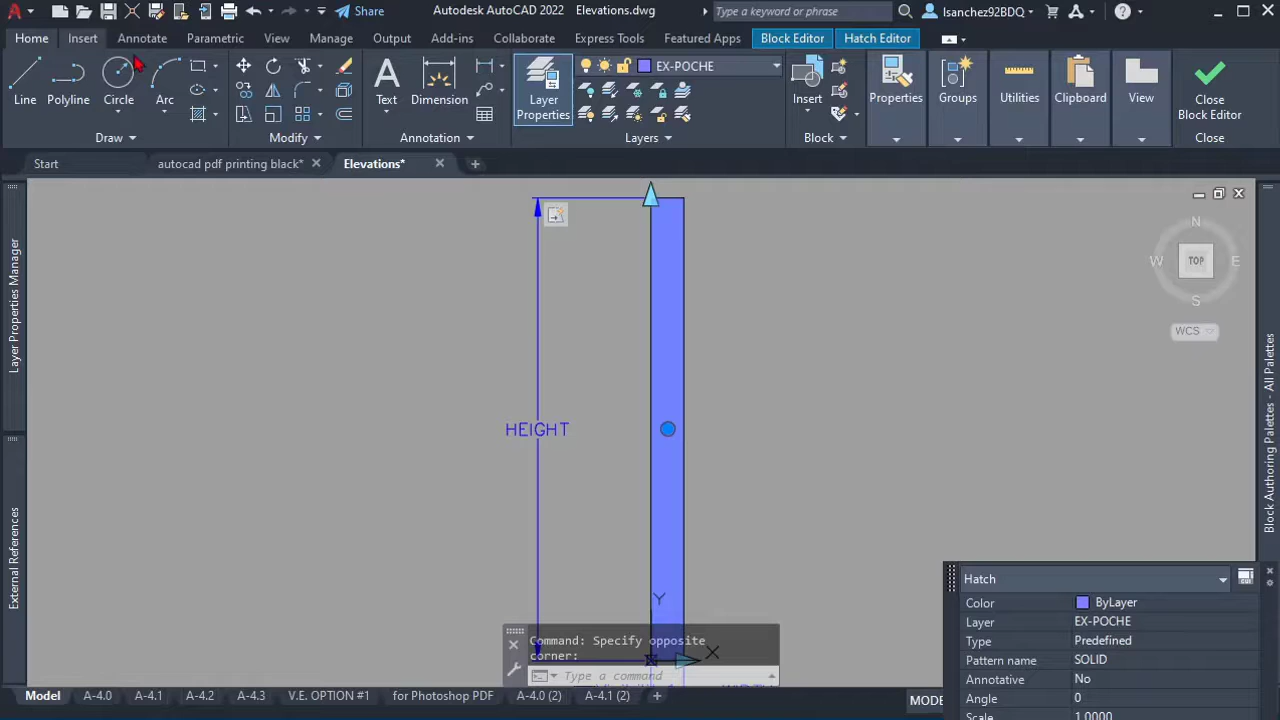 Share
Autodesk AutoCAD 2022 Elevations.dwg
Type a keyword or phrase
lsanchez92BDQ
Home Insert Annotate Parametric View Manage Output Add-ins Collaborate Express Tools Featured Apps Block Editor Hatch Editor
EX-POCHE
Line Polyline Circle Arc Text Dimension Layer Properties Insert Properties Groups Utilities Clipboard View Close Block Editor
Draw Modify Annotation Layers Block Close
Start autocad pdf printing black* Elevations*
Layer Properties Manager
External References
HEIGHT
Y
X
N
W TOP E
S
WCS
Block Authoring Palettes - All Palettes
Hatch
Color ByLayer
Layer EX-POCHE
Type Predefined
Pattern name SOLID
Annotative No
Angle 0
Scale 1.0000
Command: Specify opposite
corner:
Type a command
Model A-4.0 A-4.1 A-4.2 A-4.3 V.E. OPTION #1 for Photoshop PDF A-4.0 (2) A-4.1 (2)
MODE